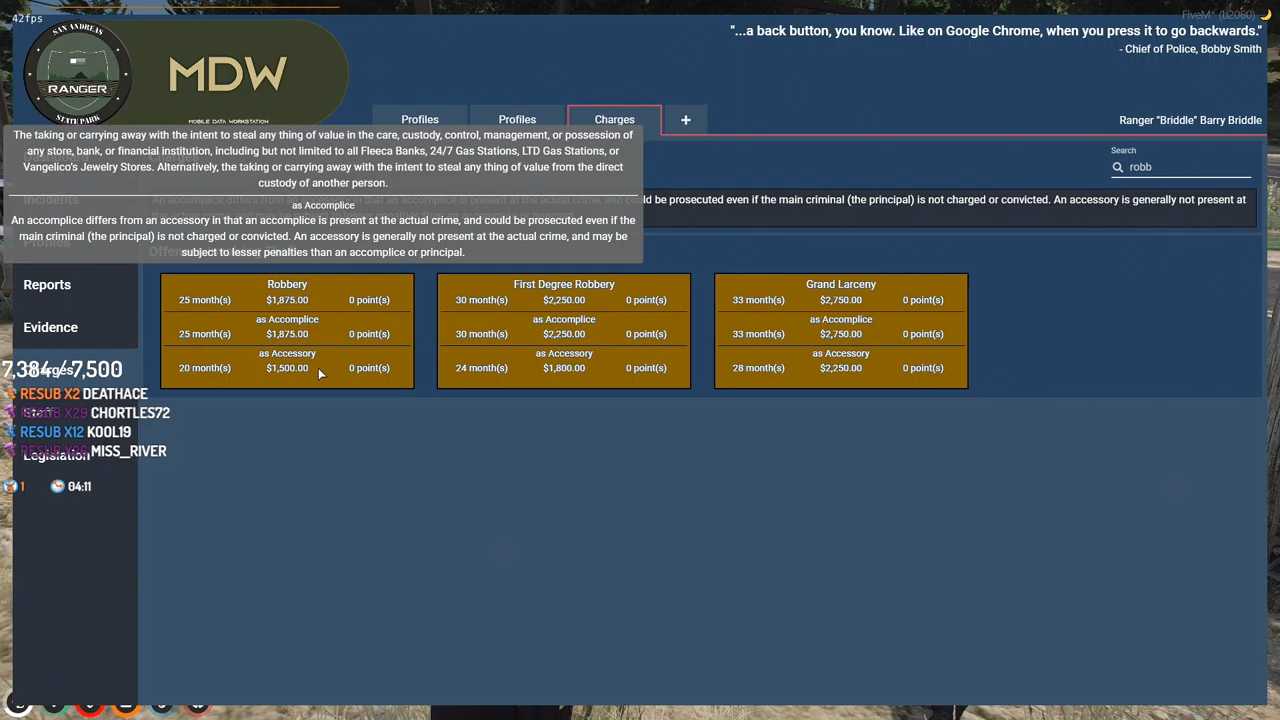 42fps
FiveM® (b2060)
"...a back button, you know. Like on Google Chrome, when you press it to go backwards."
- Chief of Police, Bobby Smith
SAN ANDREAS
RANGER
STATE PARK
MDW
MOBILE DATA WORKSTATION
Profiles
Profiles
Charges
+
Ranger "Briddle" Barry Briddle
The taking or carrying away with the intent to steal any thing of value in the care, custody, control, management, or possession of
any store, bank, or financial institution, including but not limited to all Fleeca Banks, 24/7 Gas Stations, LTD Gas Stations, or
Vangelico's Jewelry Stores. Alternatively, the taking or carrying away with the intent to steal any thing of value from the direct
custody of another person.
as Accomplice
An accomplice differs from an accessory in that an accomplice is present at the actual crime, and could be prosecuted even if the
main criminal (the principal) is not charged or convicted. An accessory is generally not present at the actual crime, and may be
subject to lesser penalties than an accomplice or principal.
Search
robb
ld be prosecuted even if the main criminal (the principal) is not charged or convicted. An accessory is generally not present at
Incidents
Profiles
Reports
Evidence
Charges
Staff
Legislation
Robbery
25 month(s) $1,875.00 0 point(s)
as Accomplice
25 month(s) $1,875.00 0 point(s)
as Accessory
20 month(s) $1,500.00 0 point(s)
First Degree Robbery
30 month(s) $2,250.00 0 point(s)
as Accomplice
30 month(s) $2,250.00 0 point(s)
as Accessory
24 month(s) $1,800.00 0 point(s)
Grand Larceny
33 month(s) $2,750.00 0 point(s)
as Accomplice
33 month(s) $2,750.00 0 point(s)
as Accessory
28 month(s) $2,250.00 0 point(s)
7,384 / 7,500
RESUB X2 DEATHACE
RESUB X29 CHORTLES72
RESUB X12 KOOL19
RESUB X26 MISS_RIVER
1
04:11